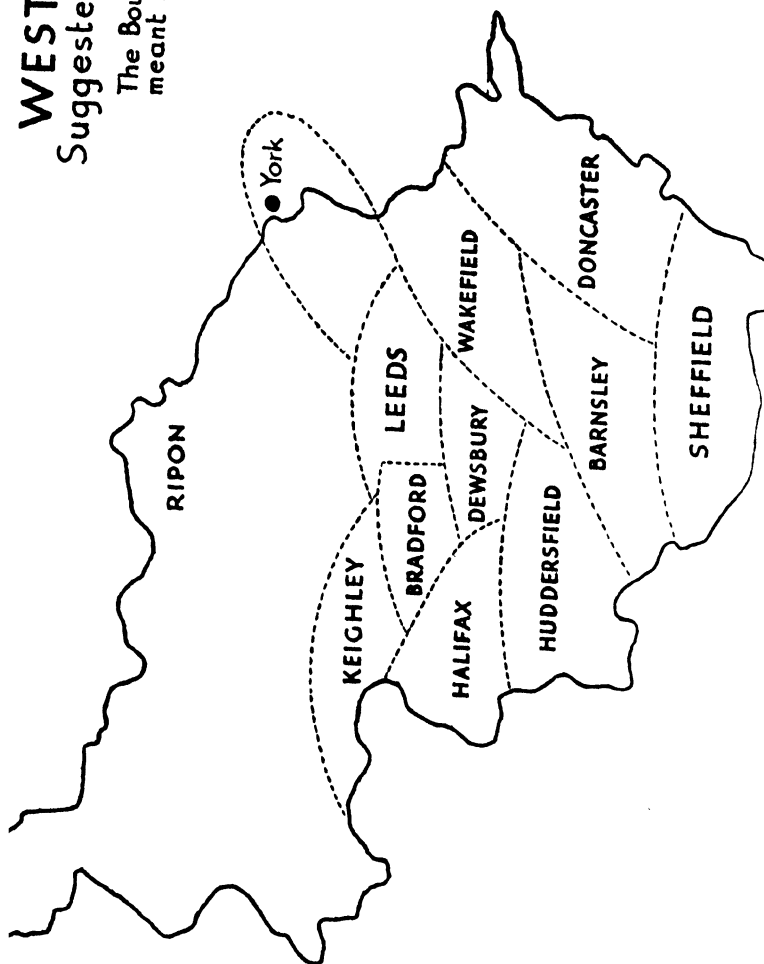 WEST
Suggeste
The Bou
meant
RIPON
York
KEIGHLEY
LEEDS
BRADFORD
HALIFAX
WAKEFIELD
DEWSBURY
HUDDERSFIELD
DONCASTER
BARNSLEY
SHEFFIELD